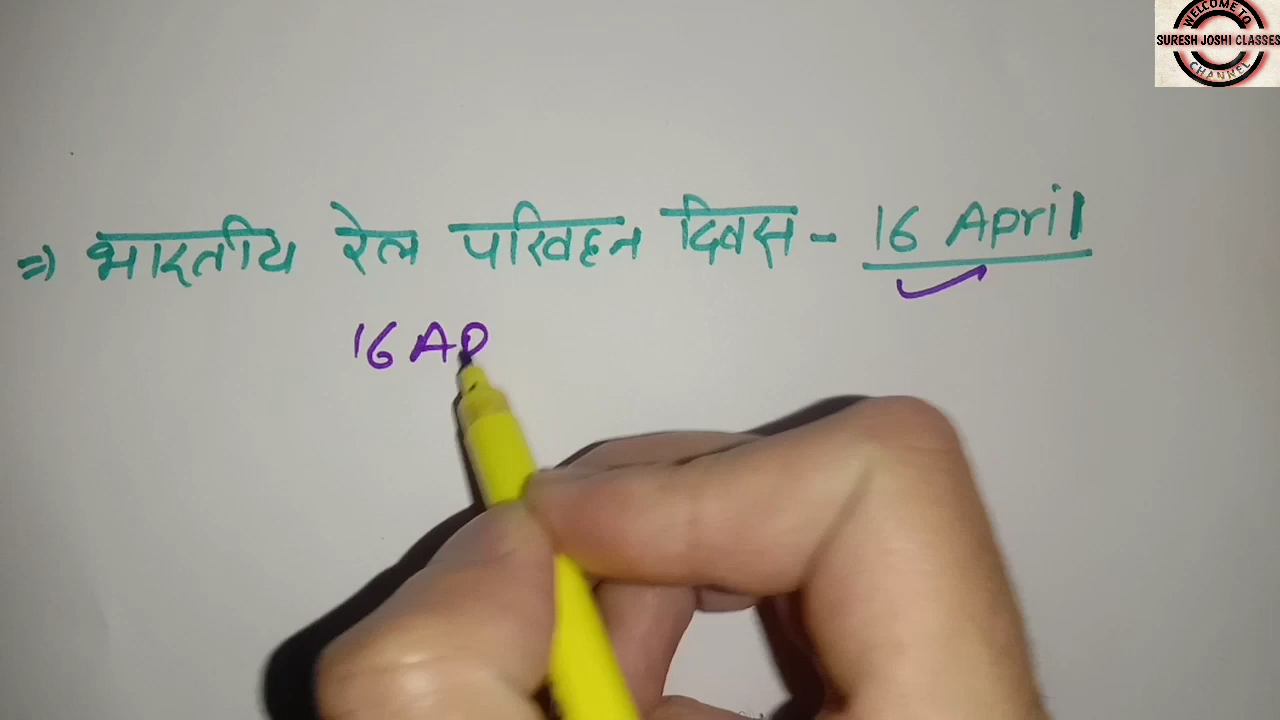 WELCOME TO
SURESH JOSHI CLASSES
CHANNEL
⇒ भारतीय रेल परिवहन दिवस - 16 April
16 AP